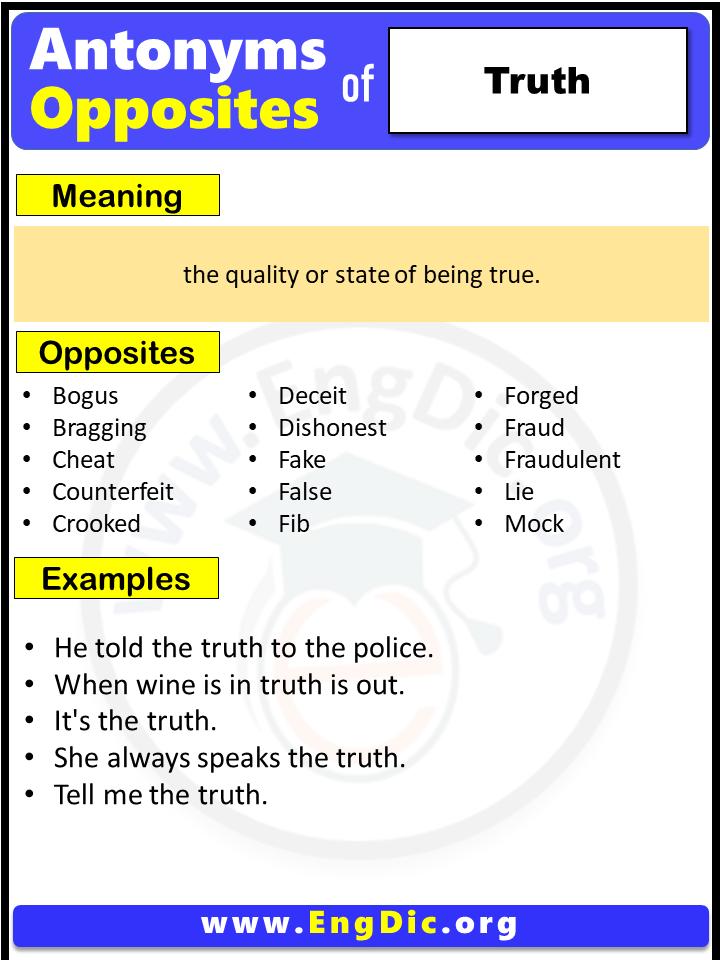 Antonyms
Opposites
of
Truth
Meaning
the quality or state of being true.
Opposites
• Bogus
• Bragging
• Cheat
• Counterfeit
• Crooked
• Deceit
• Dishonest
• Fake
• False
• Fib
• Forged
• Fraud
• Fraudulent
• Lie
• Mock
Examples
• He told the truth to the police.
• When wine is in truth is out.
• It's the truth.
• She always speaks the truth.
• Tell me the truth.
www.EngDic.org
www.EngDic.org